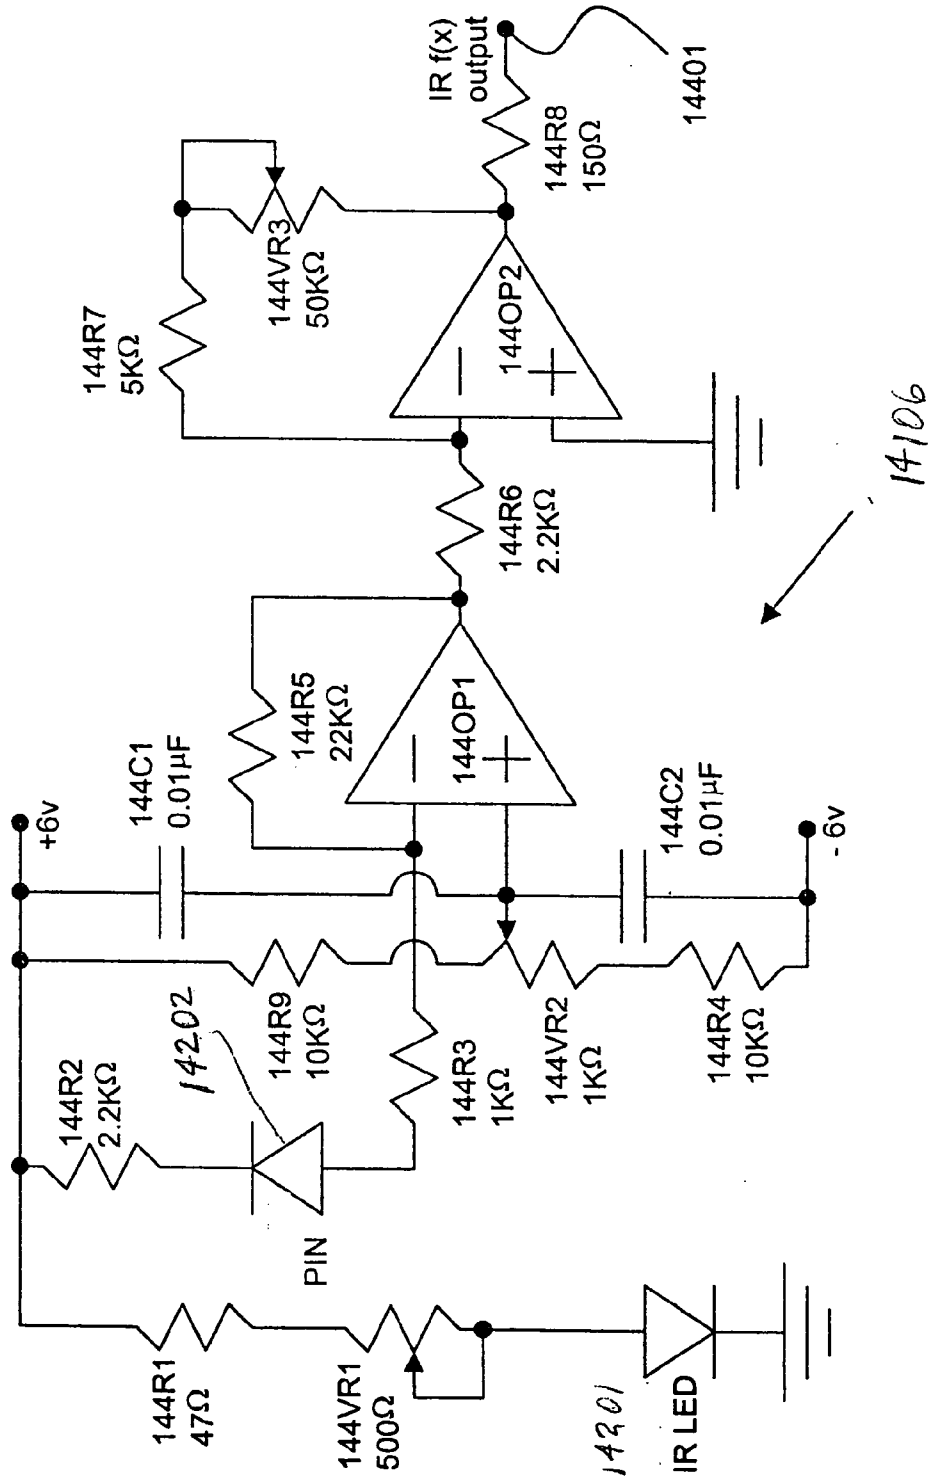 144R1
47Ω
144VR1
500Ω
14201
IR LED
PIN
144R2
2.2KΩ
14202
144R9
10KΩ
144R3
1KΩ
144VR2
1KΩ
144R4
10KΩ
+6v
144C1
0.01µF
144C2
0.01µF
- 6v
144R5
22KΩ
144OP1
−
+
144R6
2.2KΩ
144R7
5KΩ
144VR3
50KΩ
144OP2
−
+
144R8
150Ω
IR f(x)
output
14401
14106